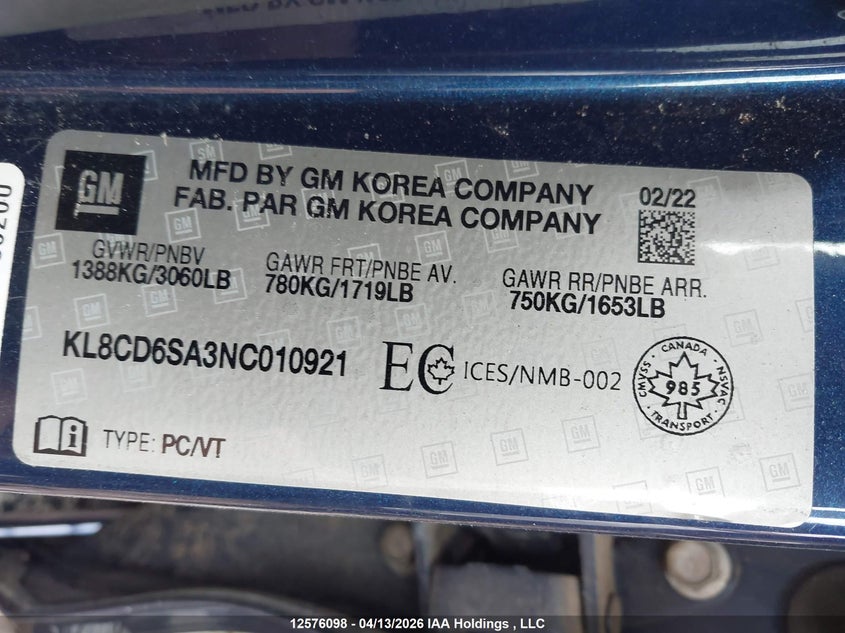 GM
MFD BY GM KOREA COMPANY
FAB. PAR GM KOREA COMPANY
02/22
GVWR/PNBV
1388KG/3060LB
GAWR FRT/PNBE AV.
780KG/1719LB
GAWR RR/PNBE ARR.
750KG/1653LB
KL8CD6SA3NC010921
EC ICES/NMB-002
CANADA
CMVSS 985 NSVAC
TRANSPORT
TYPE: PC/VT
12576098 - 04/13/2026 IAA Holdings , LLC